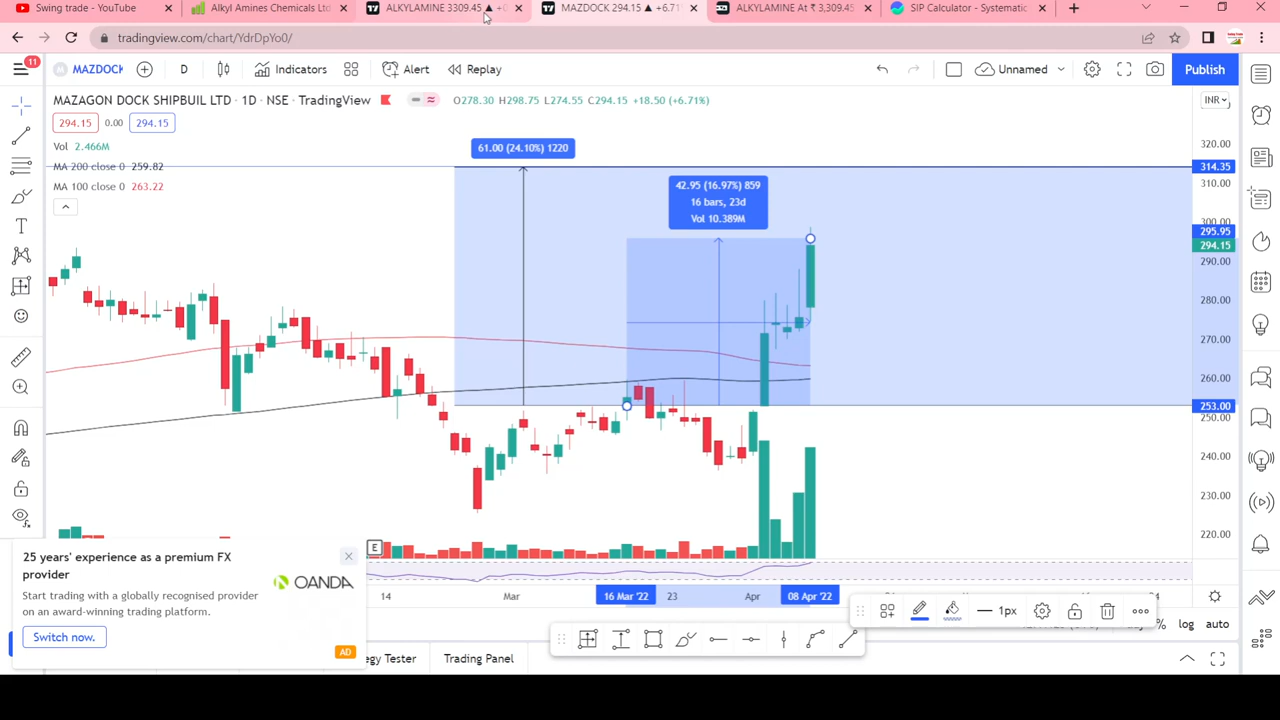 Swing trade - YouTube
Alkyl Amines Chemicals Ltd
ALKYLAMINE 3309.45 ▲ +0
MAZDOCK 294.15 ▲ +6.71
ALKYLAMINE At ₹ 3,309.45
SIP Calculator - Systematic
tradingview.com/chart/YdrDpYo0/
11
MAZDOCK
D
Indicators
Alert
Replay
Unnamed
Publish
MAZAGON DOCK SHIPBUIL LTD · 1D · NSE · TradingView
O278.30 H298.75 L274.55 C294.15 +18.50 (+6.71%)
INR
294.15 0.00 294.15
Vol 2.466M
MA 200 close 0 259.82
MA 100 close 0 263.22
61.00 (24.10%) 1220
42.95 (16.97%) 859
16 bars, 23d
Vol 10.389M
320.00
314.35
310.00
300.00
295.95
294.15
290.00
280.00
270.00
260.00
253.00
250.00
240.00
230.00
220.00
E
25 years' experience as a premium FX
provider
Start trading with a globally recognised provider
on an award-winning trading platform.
OANDA
Switch now.
AD
14
Mar
16 Mar '22
23
Apr
08 Apr '22
1px
%
log
auto
egy Tester
Trading Panel